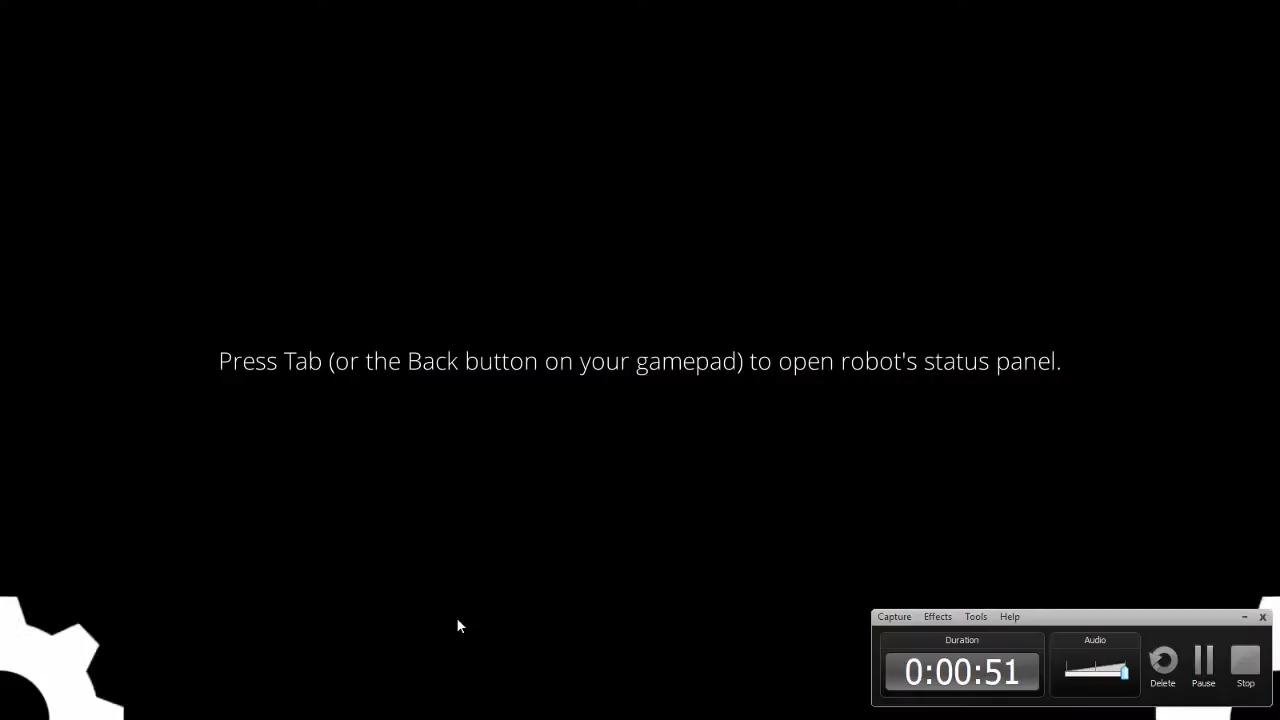 Press Tab (or the Back button on your gamepad) to open robot's status panel.
Capture Effects Tools Help
Duration
Audio
0:00:51
Delete Pause Stop